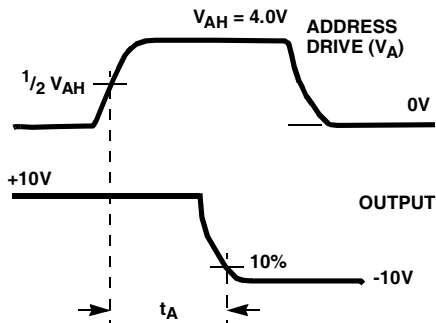 V_AH = 4.0V
ADDRESS
DRIVE (V_A)
1/2 V_AH
0V
+10V
OUTPUT
10%
-10V
t_A